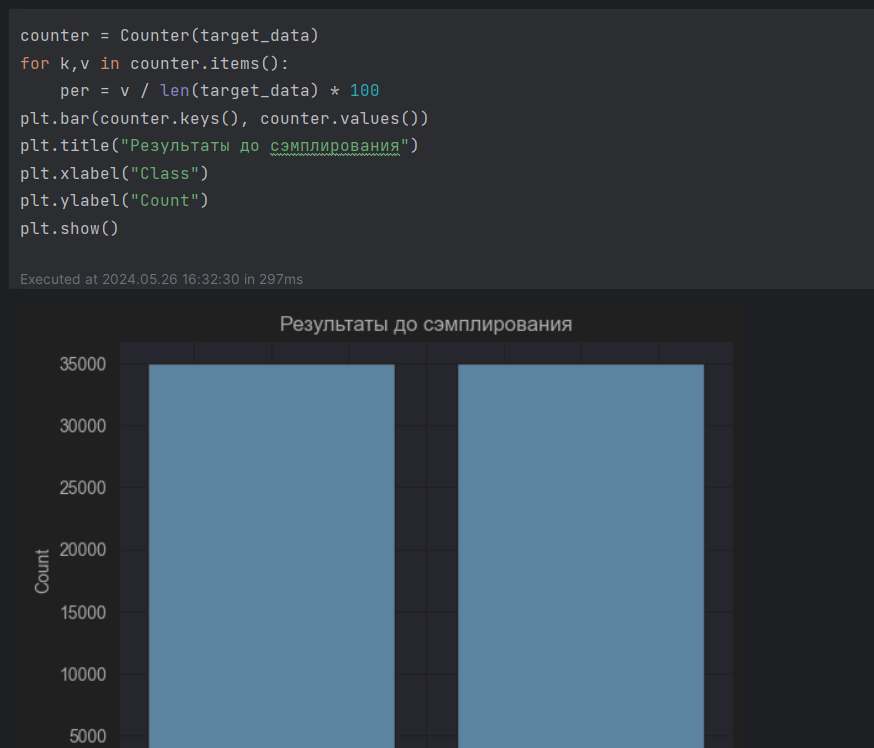 counter = Counter(target_data)
for k,v in counter.items():
    per = v / len(target_data) * 100
plt.bar(counter.keys(), counter.values())
plt.title("Результаты до сэмплирования")
plt.xlabel("Class")
plt.ylabel("Count")
plt.show()
Executed at 2024.05.26 16:32:30 in 297ms
Результаты до сэмплирования
35000
30000
25000
20000
Count
15000
10000
5000